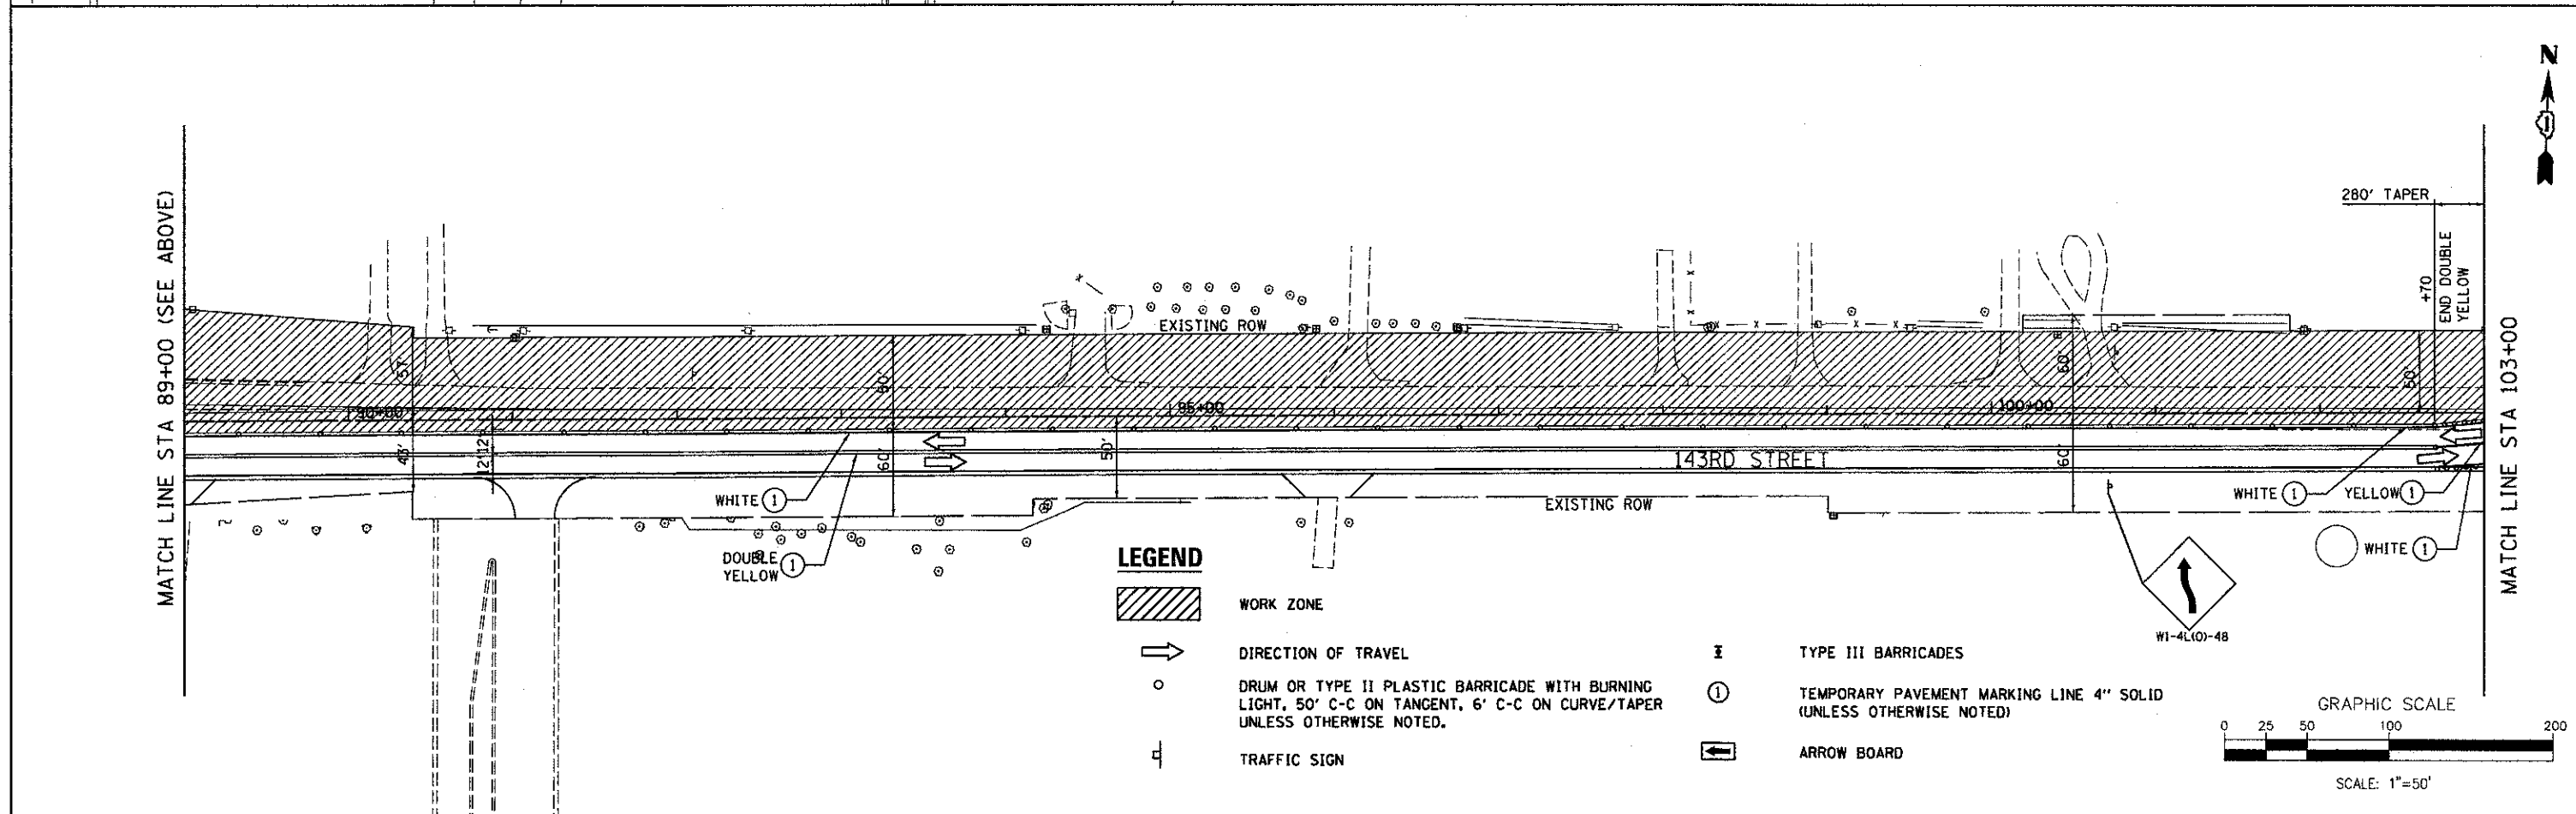 N
MATCH LINE STA 89+00 (SEE ABOVE)
280' TAPER
+70
END DOUBLE
YELLOW
MATCH LINE STA 103+00
EXISTING ROW
57'
60'
60'
50'
90+00
95+00
100+00
43'
12'
12'
60'
50'
60'
143RD STREET
WHITE 1
DOUBLE
YELLOW 1
EXISTING ROW
WHITE 1
YELLOW 1
WHITE 1
W1-4L(O)-48
LEGEND
WORK ZONE
DIRECTION OF TRAVEL
DRUM OR TYPE II PLASTIC BARRICADE WITH BURNING
LIGHT, 50' C-C ON TANGENT, 6' C-C ON CURVE/TAPER
UNLESS OTHERWISE NOTED.
TRAFFIC SIGN
TYPE III BARRICADES
1 TEMPORARY PAVEMENT MARKING LINE 4" SOLID
(UNLESS OTHERWISE NOTED)
ARROW BOARD
GRAPHIC SCALE
0 25 50 100 200
SCALE: 1"=50'